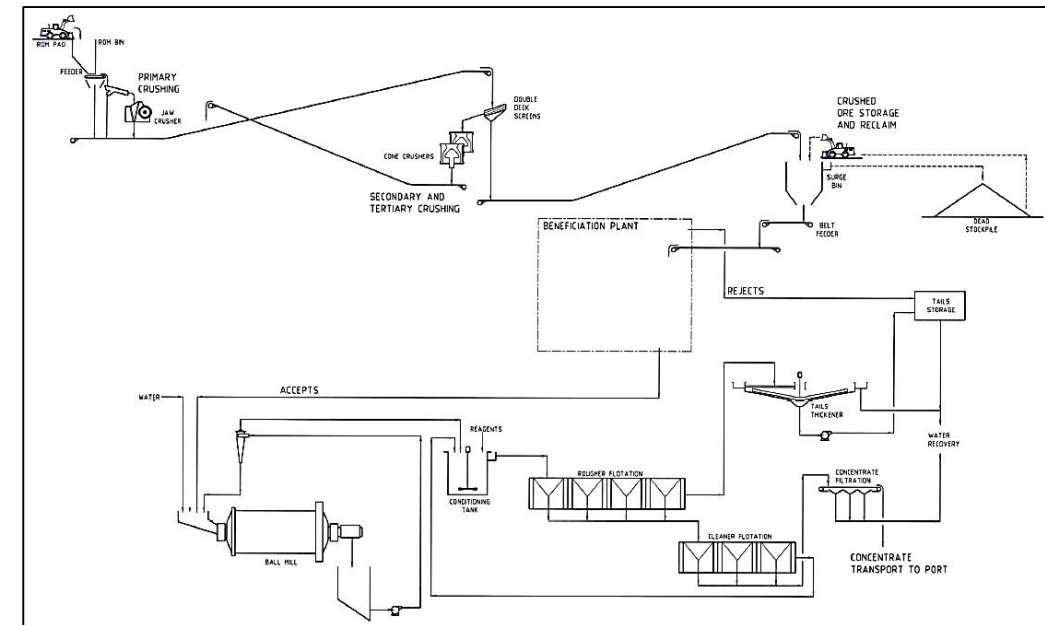 ROM PAD
ROM BIN
FEEDER
PRIMARY
CRUSHING
JAW
CRUSHER
DOUBLE
DECK
SCREENS
CONE CRUSHERS
SECONDARY AND
TERTIARY CRUSHING
CRUSHED
ORE STORAGE
AND RECLAIM
SURGE
BIN
DEAD
STOCKPILE
BELT
FEEDER
BENEFICIATION PLANT
REJECTS
TAILS
STORAGE
ACCEPTS
WATER
REAGENTS
CONDITIONING
TANK
TAILS
THICKENER
WATER
RECOVERY
ROUGHER FLOTATION
CONCENTRATE
FILTRATION
CLEANER FLOTATION
BALL MILL
CONCENTRATE
TRANSPORT TO PORT